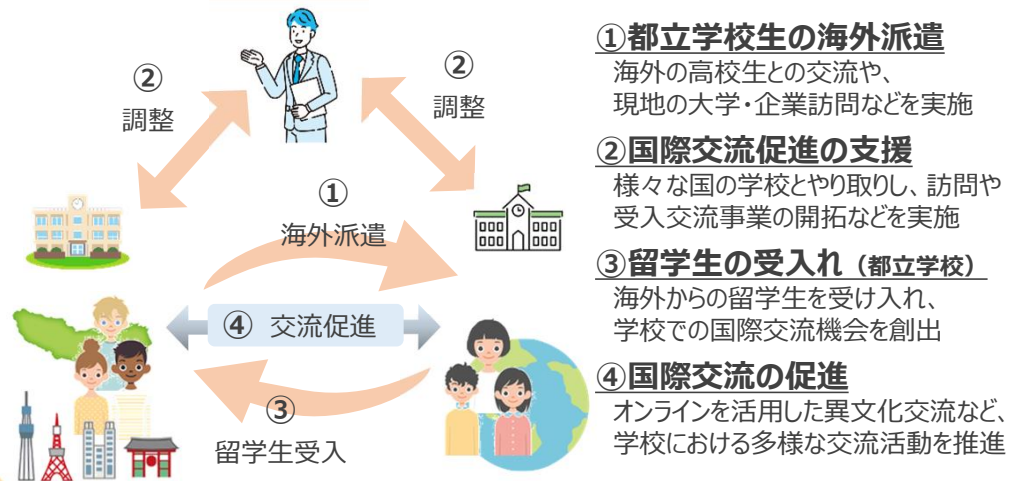 ②
調整
②
調整
①
海外派遣
④ 交流促進
③
留学生受入
①都立学校生の海外派遣
海外の高校生との交流や、
現地の大学・企業訪問などを実施
②国際交流促進の支援
様々な国の学校とやり取りし、訪問や
受入交流事業の開拓などを実施
③留学生の受入れ（都立学校）
海外からの留学生を受け入れ、
学校での国際交流機会を創出
④国際交流の促進
オンラインを活用した異文化交流など、
学校における多様な交流活動を推進